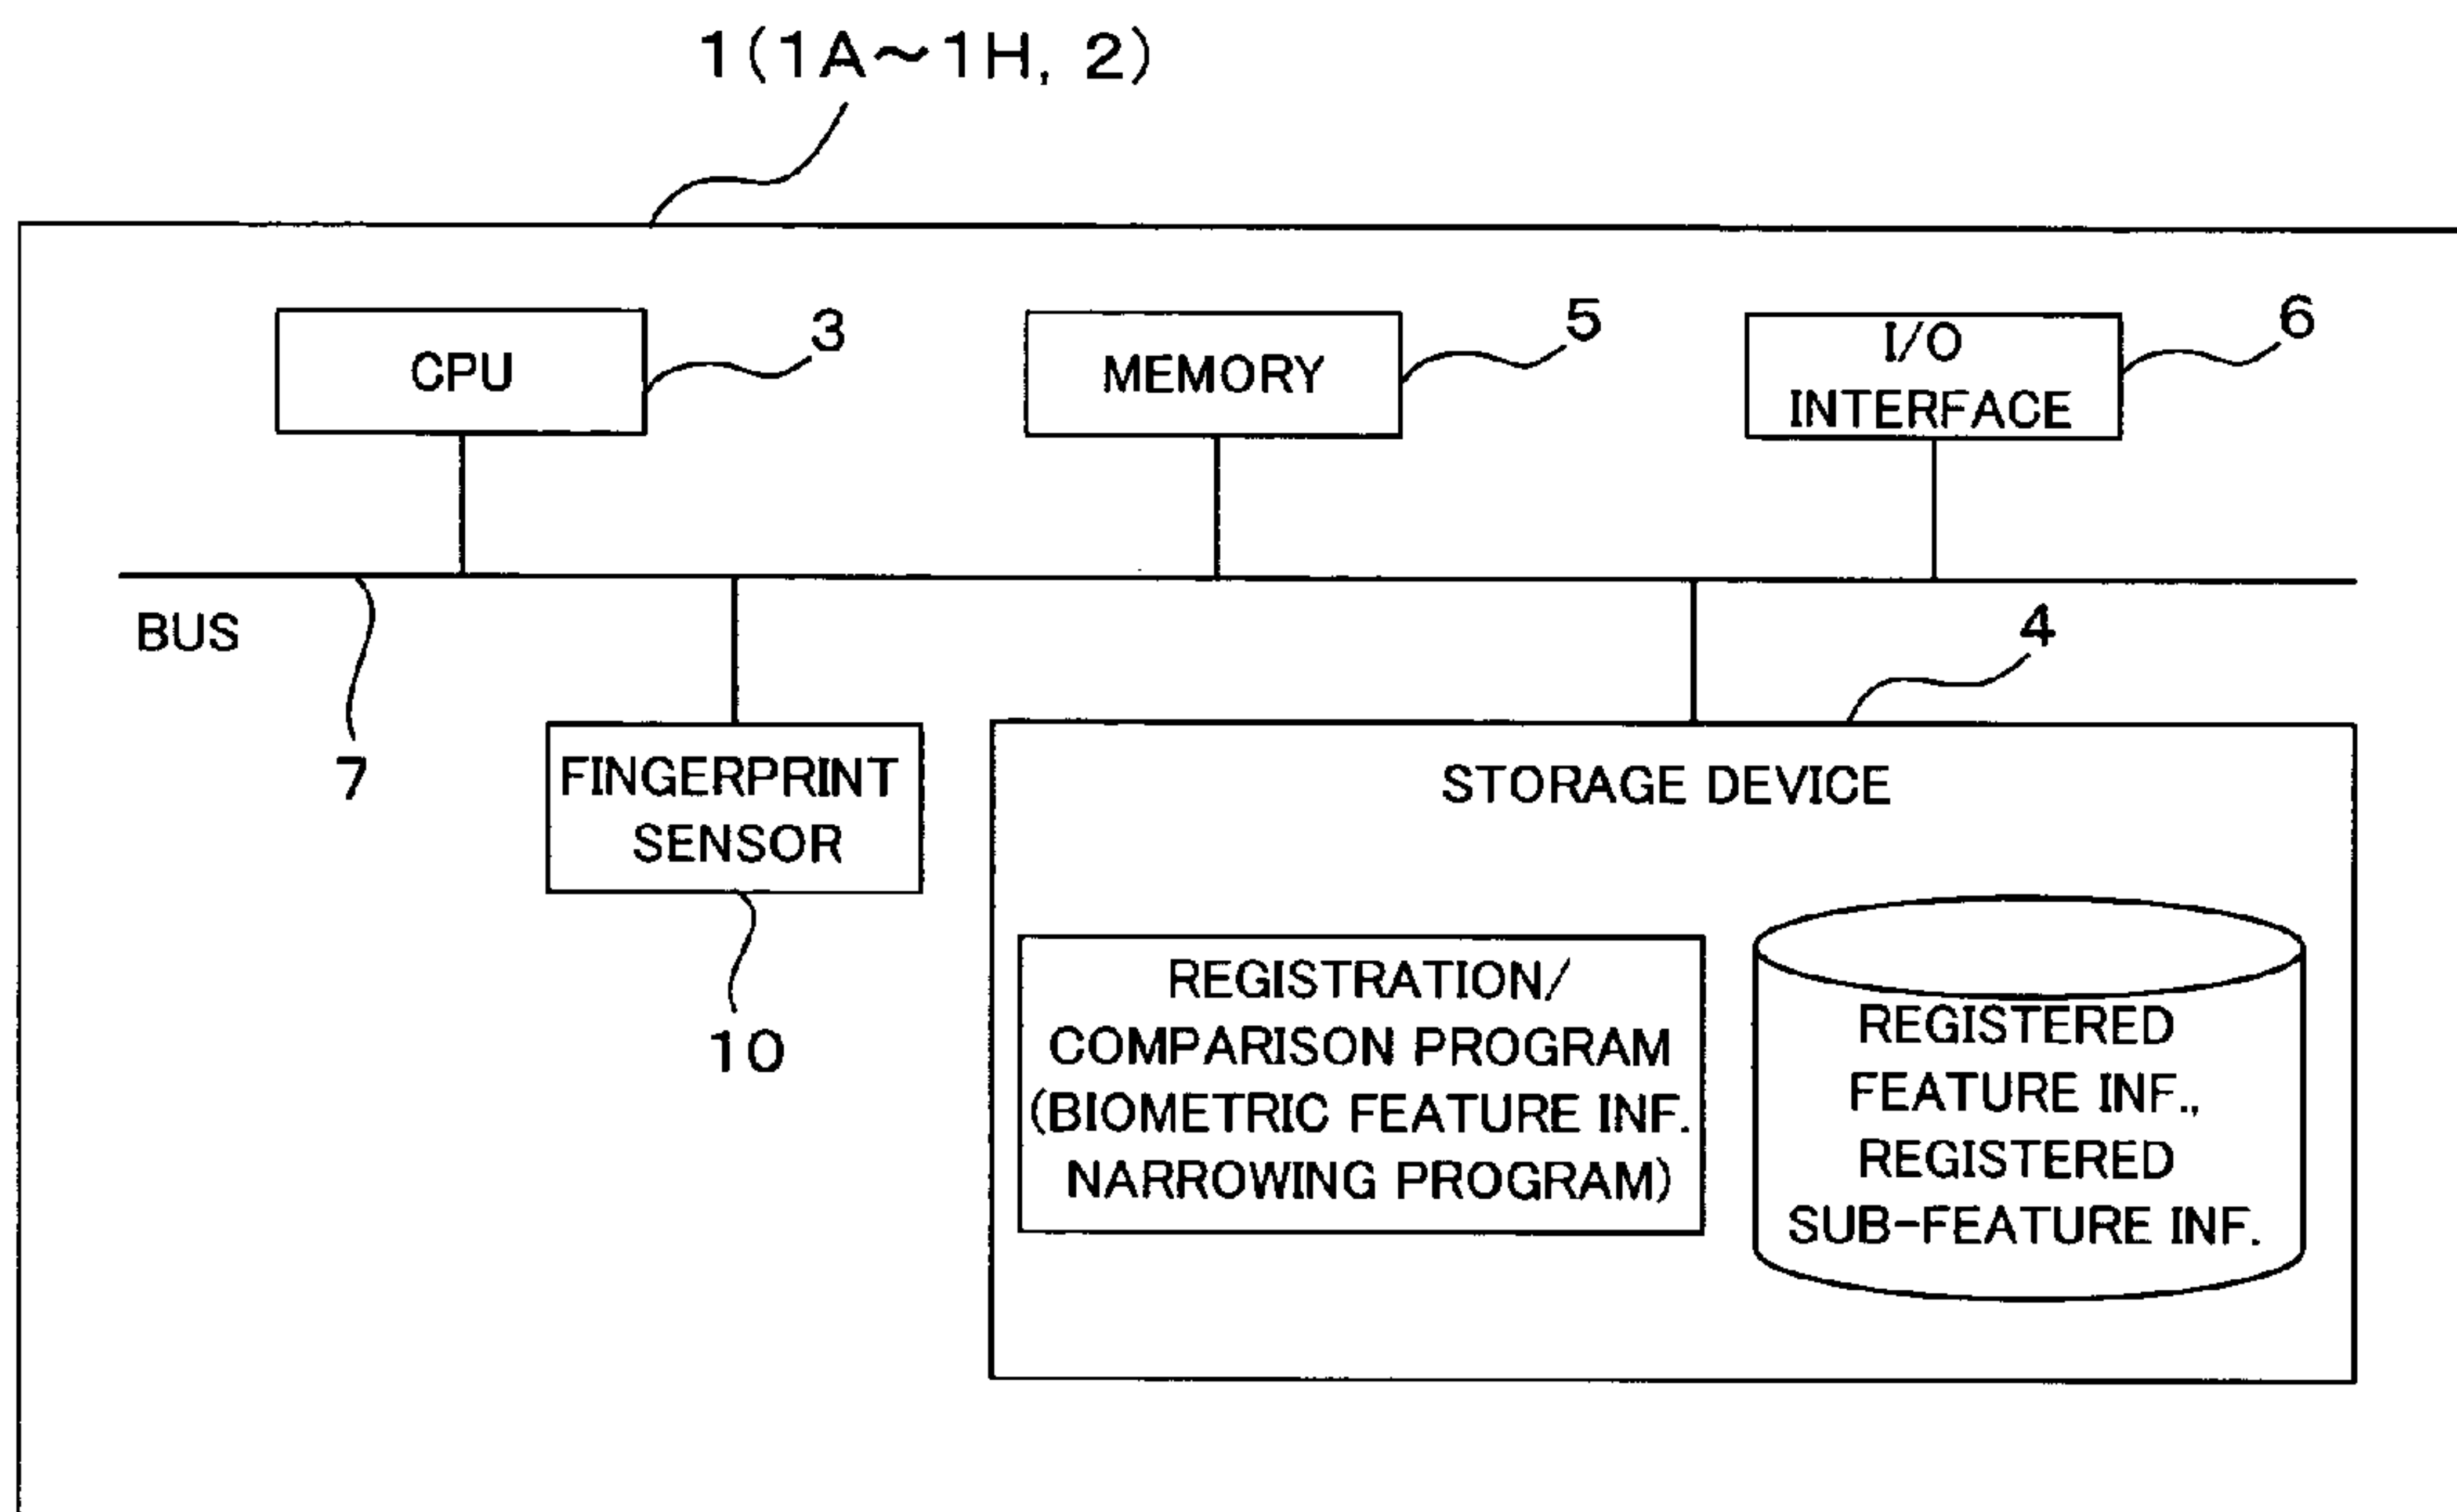 1(1A～1H, 2)
CPU
3
MEMORY
5
I/O
INTERFACE
6
BUS
7
FINGERPRINT
SENSOR
10
4
STORAGE DEVICE
REGISTRATION/
COMPARISON PROGRAM
(BIOMETRIC FEATURE INF.
NARROWING PROGRAM)
REGISTERED
FEATURE INF.,
REGISTERED
SUB-FEATURE INF.